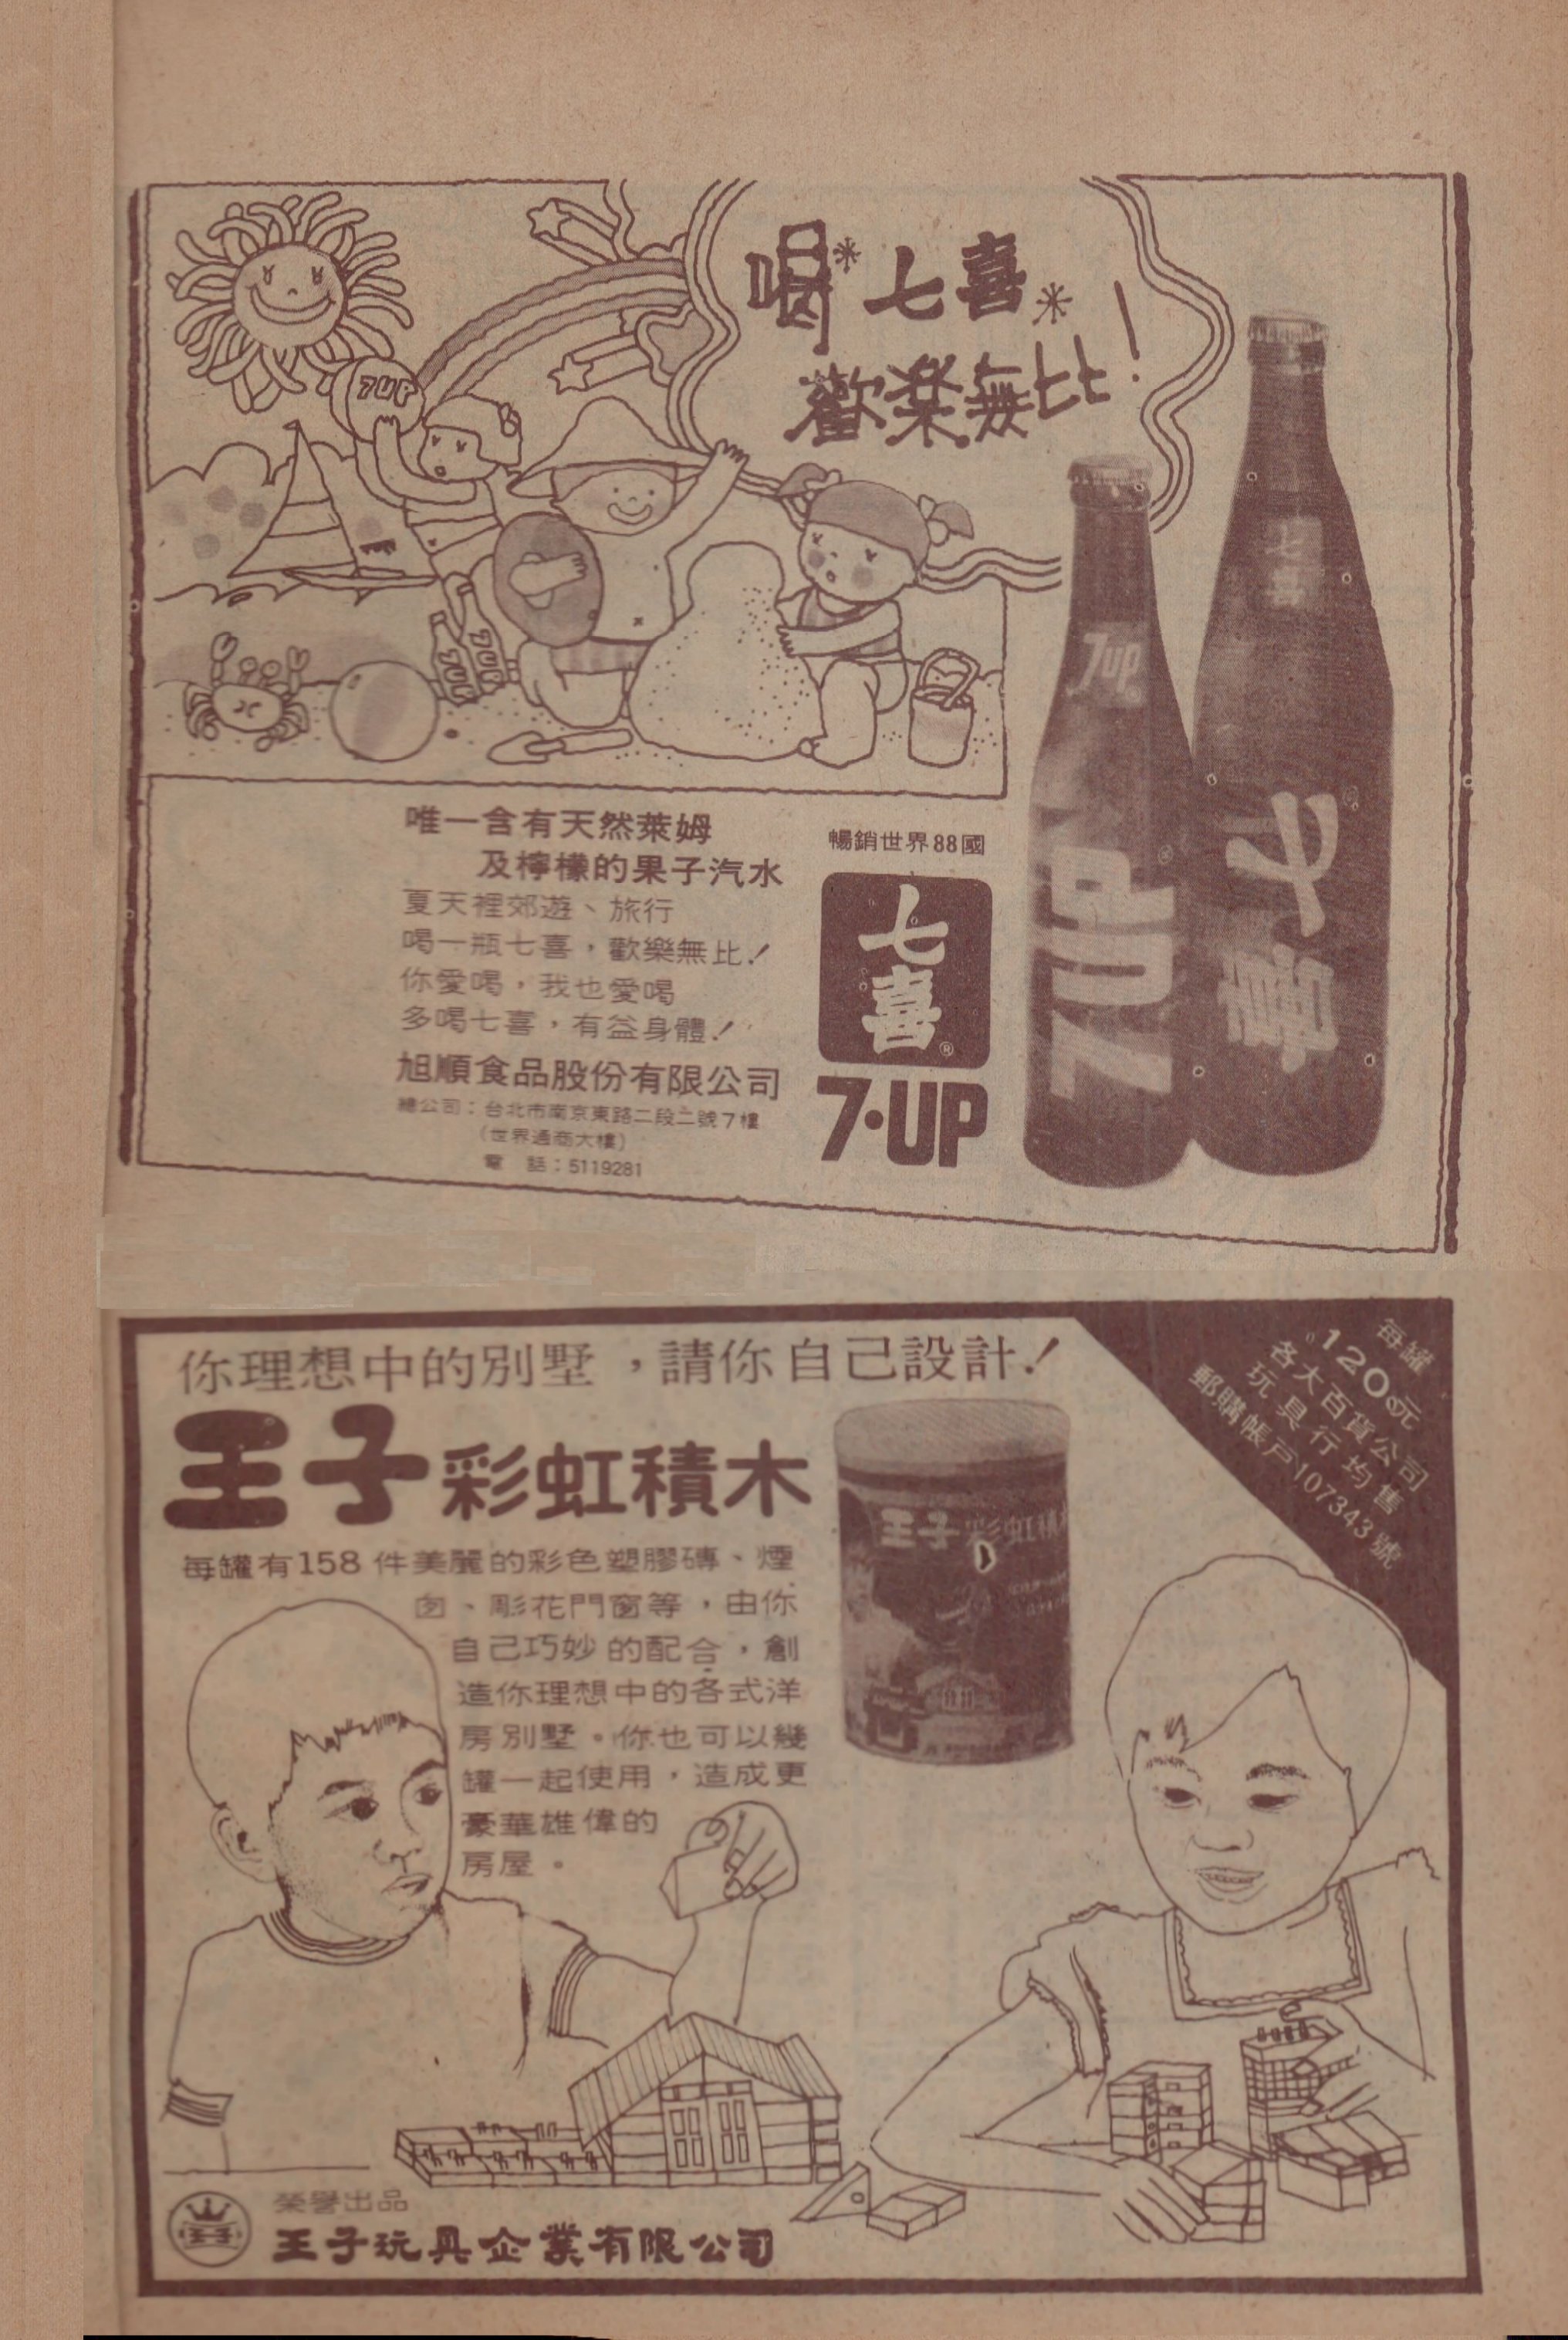 喝七喜
歡樂無比！
7UP
7UP
7UP
7up
7UP
七喜
七喜
唯一含有天然萊姆
及檸檬的果子汽水
夏天裡郊遊、旅行
喝一瓶七喜，歡樂無比！
你愛喝，我也愛喝
多喝七喜，有益身體！
旭順食品股份有限公司
總公司：台北市南京東路二段二號7樓
（世界通商大樓）
電　話：5119281
暢銷世界88國
七喜®
7·UP
你理想中的別墅，請你自己設計！
王子彩虹積木
每罐有158件美麗的彩色塑膠磚、煙
囱、彫花門窗等，由你
自己巧妙的配合，創
造你理想中的各式洋
房別墅。你也可以幾
罐一起使用，造成更
豪華雄偉的
房屋。
王子彩虹積木
每罐
120元
各大百貨公司
玩具行均售
郵購帳戶107343號
王子
榮譽出品
王子玩具企業有限公司